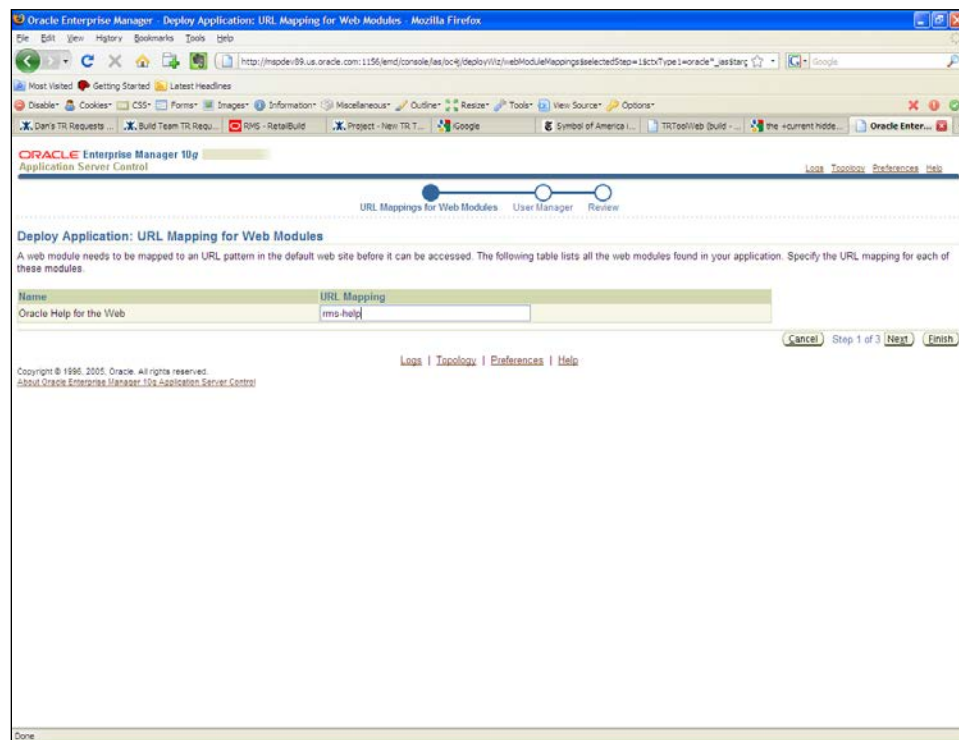 Oracle Enterprise Manager - Deploy Application: URL Mapping for Web Modules - Mozilla Firefox
File Edit View History Bookmarks Tools Help
Google
Most Visited Getting Started Latest Headlines
Disable Cookies CSS Forms Images Information Miscellaneous Outline Resize Tools View Source Options
Dan's TR Requests ... Build Team TR Requ... RMS - RetailBuild Project - New TR T... iGoogle Symbol of America i... TRToolWeb (build - ... the +current hidde... Oracle Enter...
ORACLE Enterprise Manager 10g
Application Server Control
Logs Topology Preferences Help
URL Mappings for Web Modules User Manager Review
Deploy Application: URL Mapping for Web Modules
A web module needs to be mapped to an URL pattern in the default web site before it can be accessed. The following table lists all the web modules found in your application. Specify the URL mapping for each of
these modules.
Name URL Mapping
Oracle Help for the Web rms-help
Cancel Step 1 of 3 Next Finish
Logs | Topology | Preferences | Help
Copyright © 1996, 2005, Oracle. All rights reserved.
About Oracle Enterprise Manager 10g Application Server Control
Done